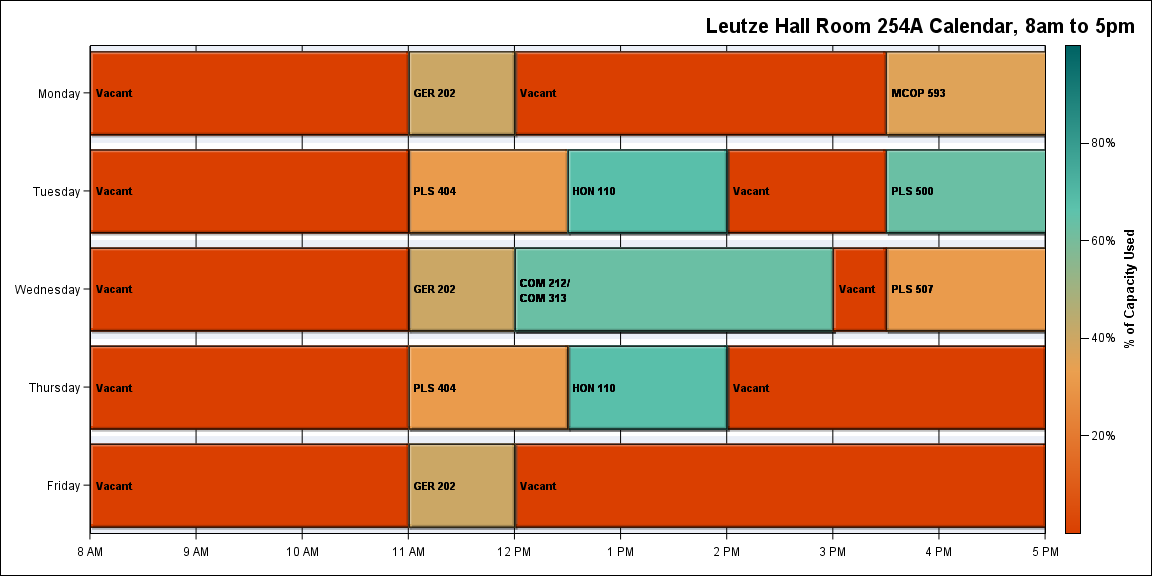 Leutze Hall Room 254A Calendar, 8am to 5pm
Monday
Vacant
GER 202
Vacant
MCOP 593
Tuesday
Vacant
PLS 404
HON 110
Vacant
PLS 500
Wednesday
Vacant
GER 202
COM 212/
COM 313
Vacant
PLS 507
Thursday
Vacant
PLS 404
HON 110
Vacant
Friday
Vacant
GER 202
Vacant
8 AM
9 AM
10 AM
11 AM
12 PM
1 PM
2 PM
3 PM
4 PM
5 PM
80%
60%
40%
20%
% of Capacity Used